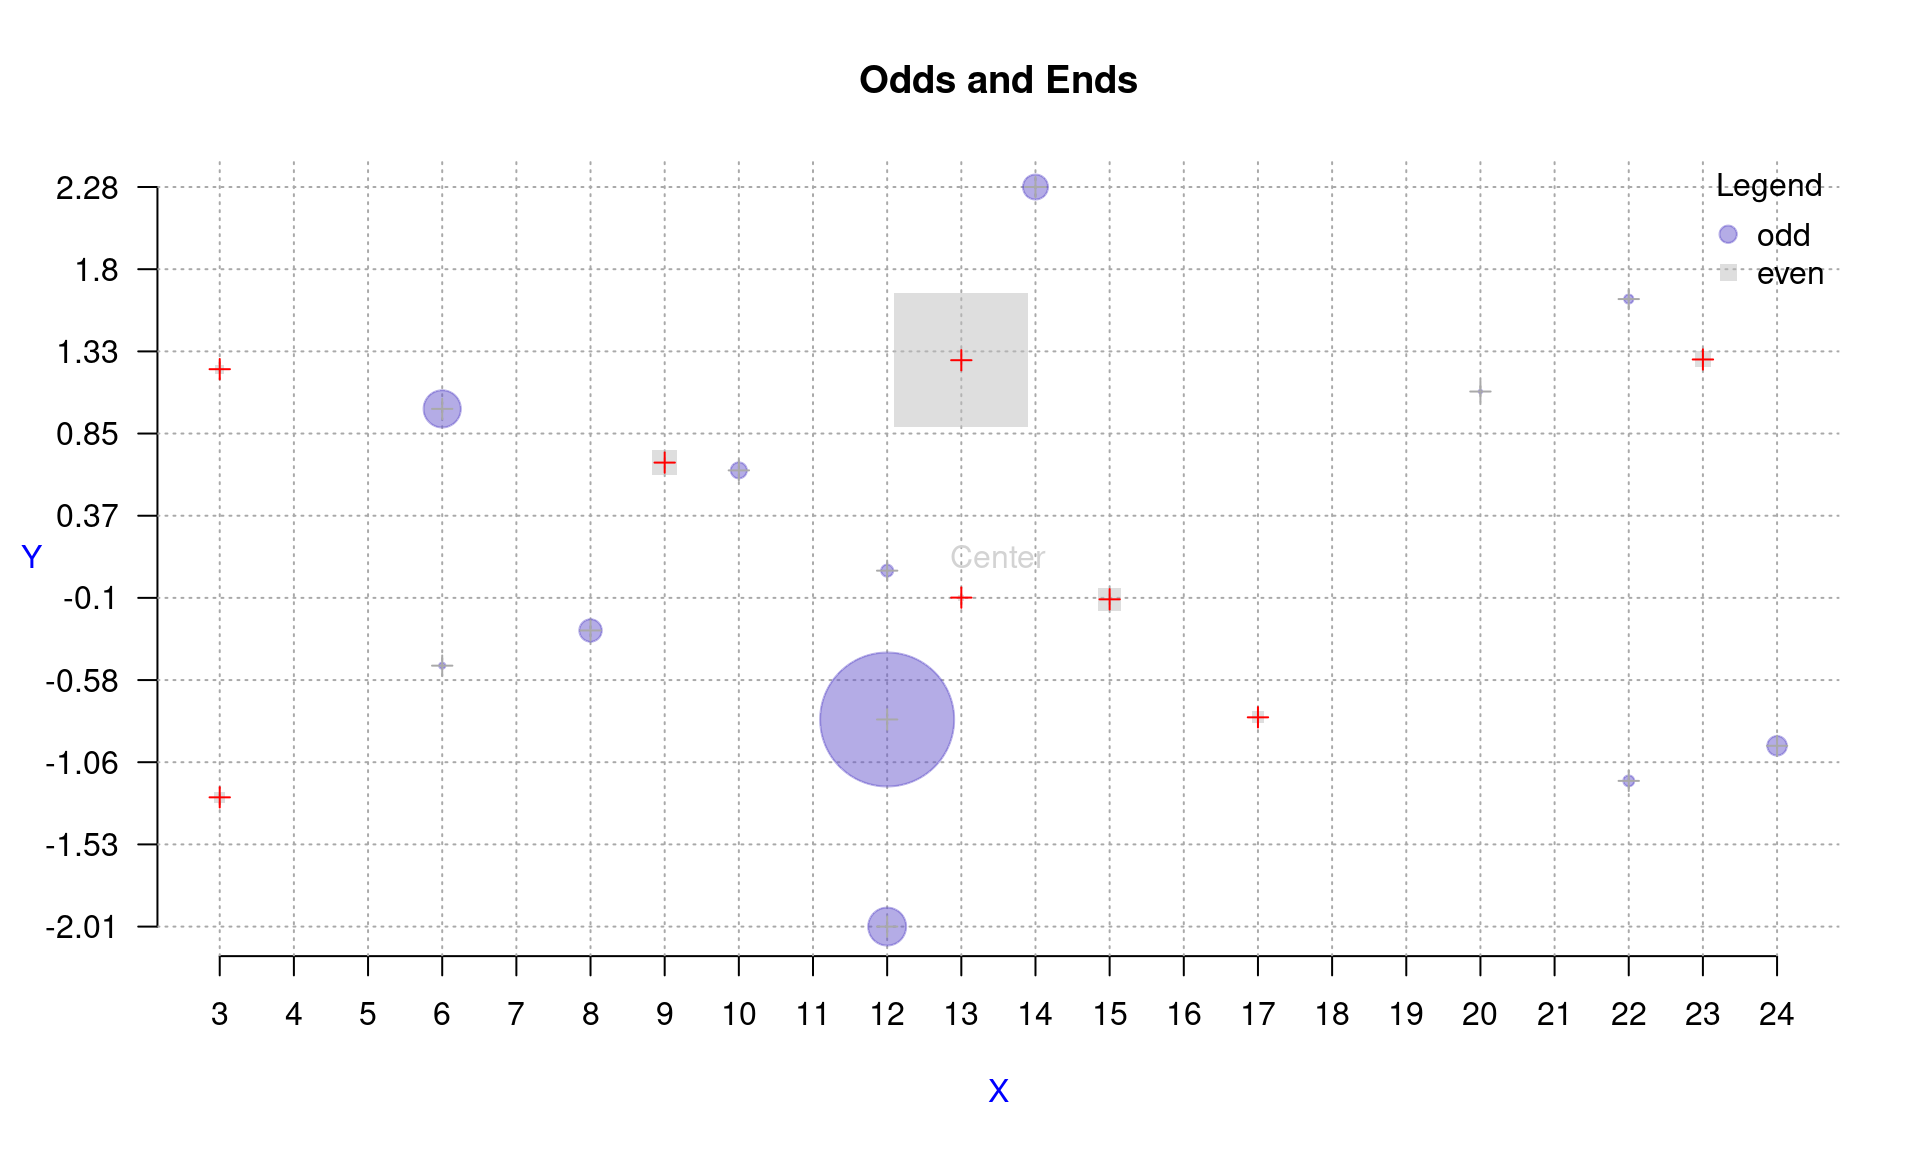 Odds and Ends
Legend
odd
even
2.28
1.8
1.33
0.85
0.37
-0.1
-0.58
-1.06
-1.53
-2.01
Y
Center
3 4 5 6 7 8 9 10 11 12 13 14 15 16 17 18 19 20 21 22 23 24
X